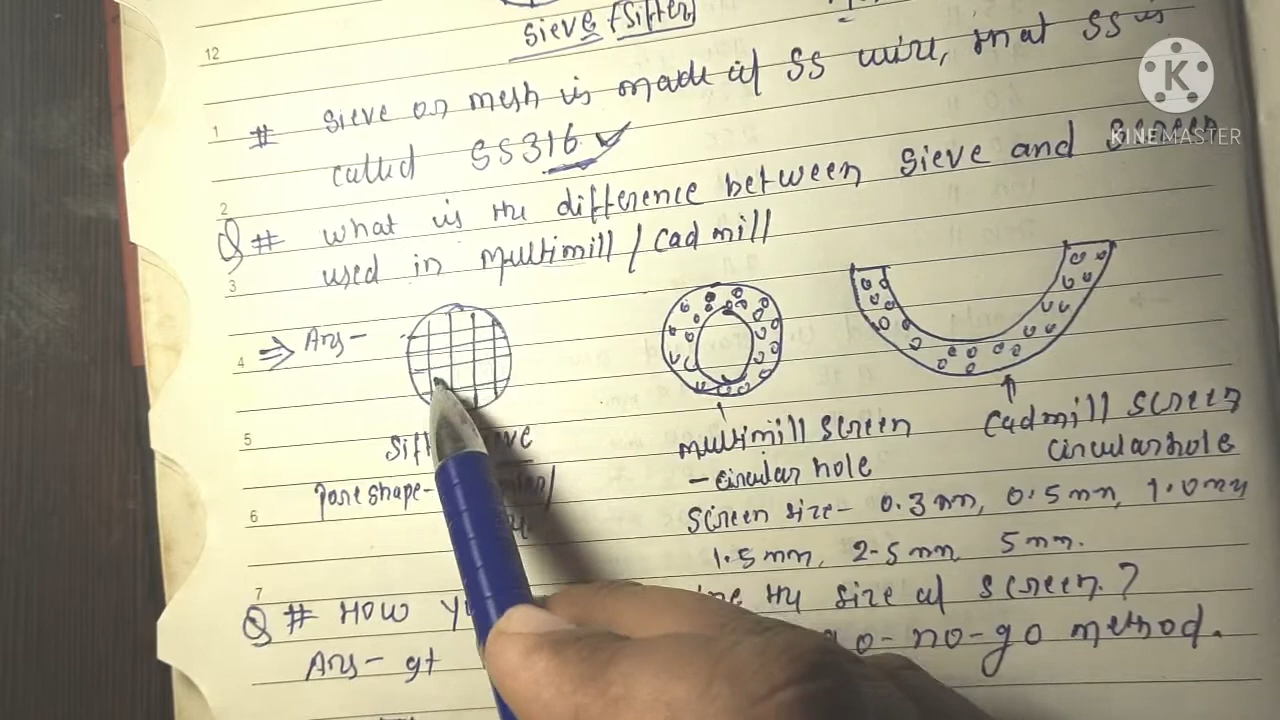 12
Sieve (Sifter)
1 # sieve or mesh is made of SS wire, that SS is
K
KINEMASTER
called SS316 ✓
2
Q # what is the difference between sieve and screen
used in multimill / Cad mill
3
4 ⇒ Ans -
5
multimill screen
Cadmill screen
- circular hole
circular hole
pore shape-
6
screen size- 0.3 mm, 0.5 mm, 1.0 mm
1.5 mm, 2.5 mm 5 mm.
7
Q # How the size of screen.?
Ans- go-no-go method.